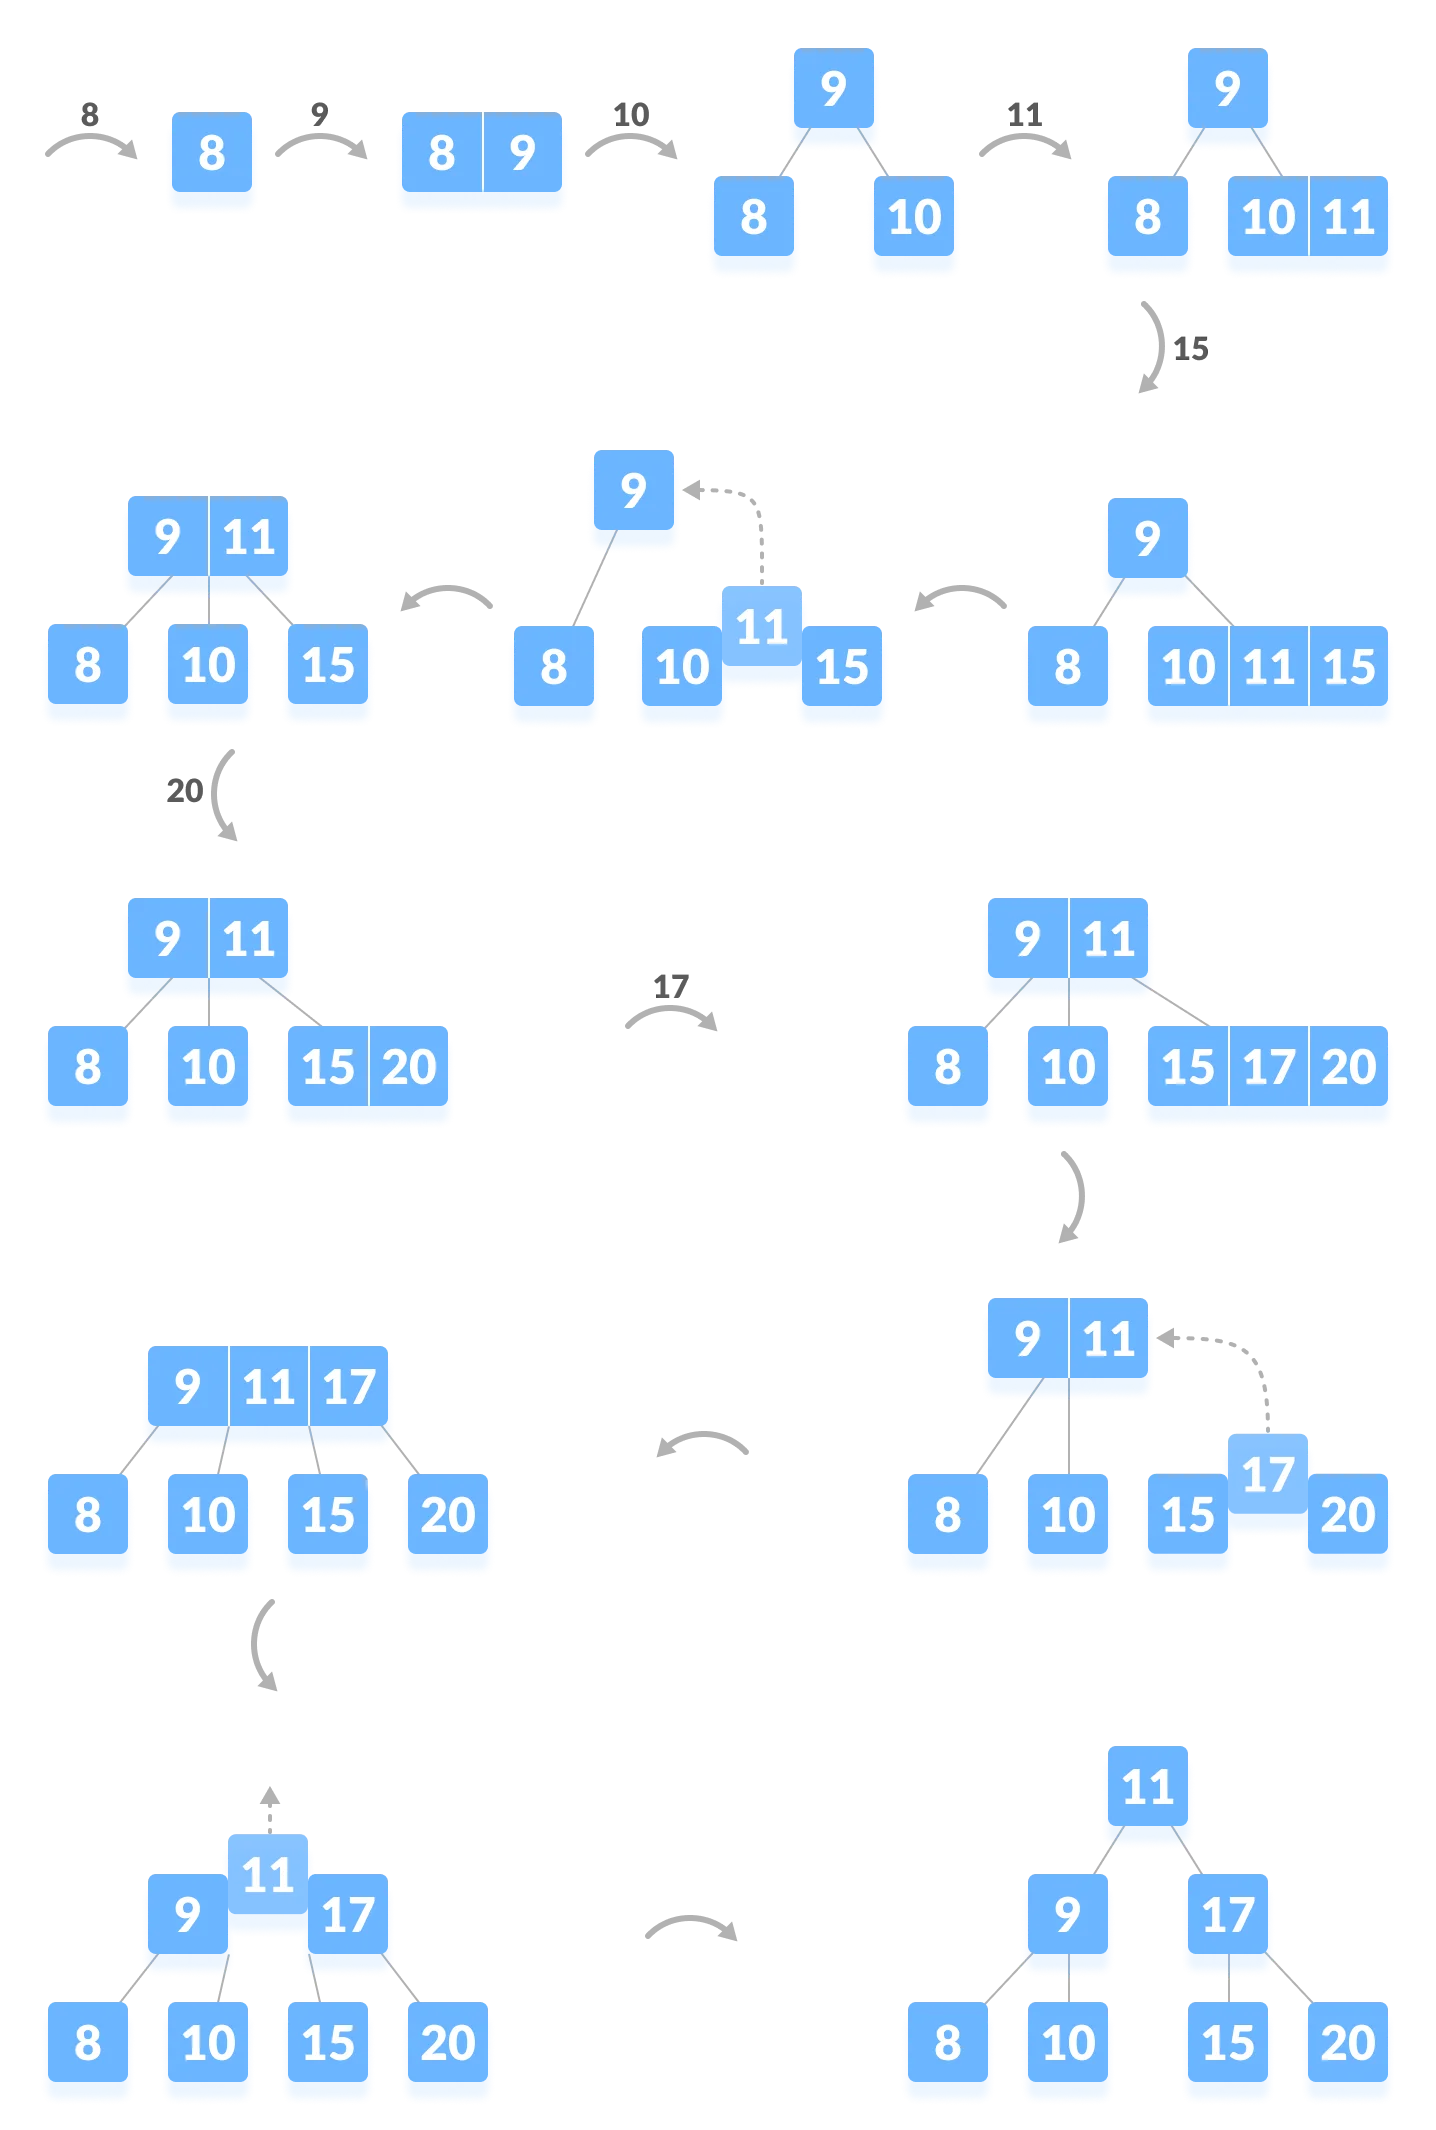 8 8 9 8 9 10 9 11 9
8 10 8 10 11
15
9 11 9 11 9
8 10 15 8 10 15 8 10 11 15
20
9 11 17 9 11
8 10 15 20 8 10 15 17 20
9 11 17 9 11
8 10 15 20 8 10 15 17 20
11 11
9 17 9 17
8 10 15 20 8 10 15 20